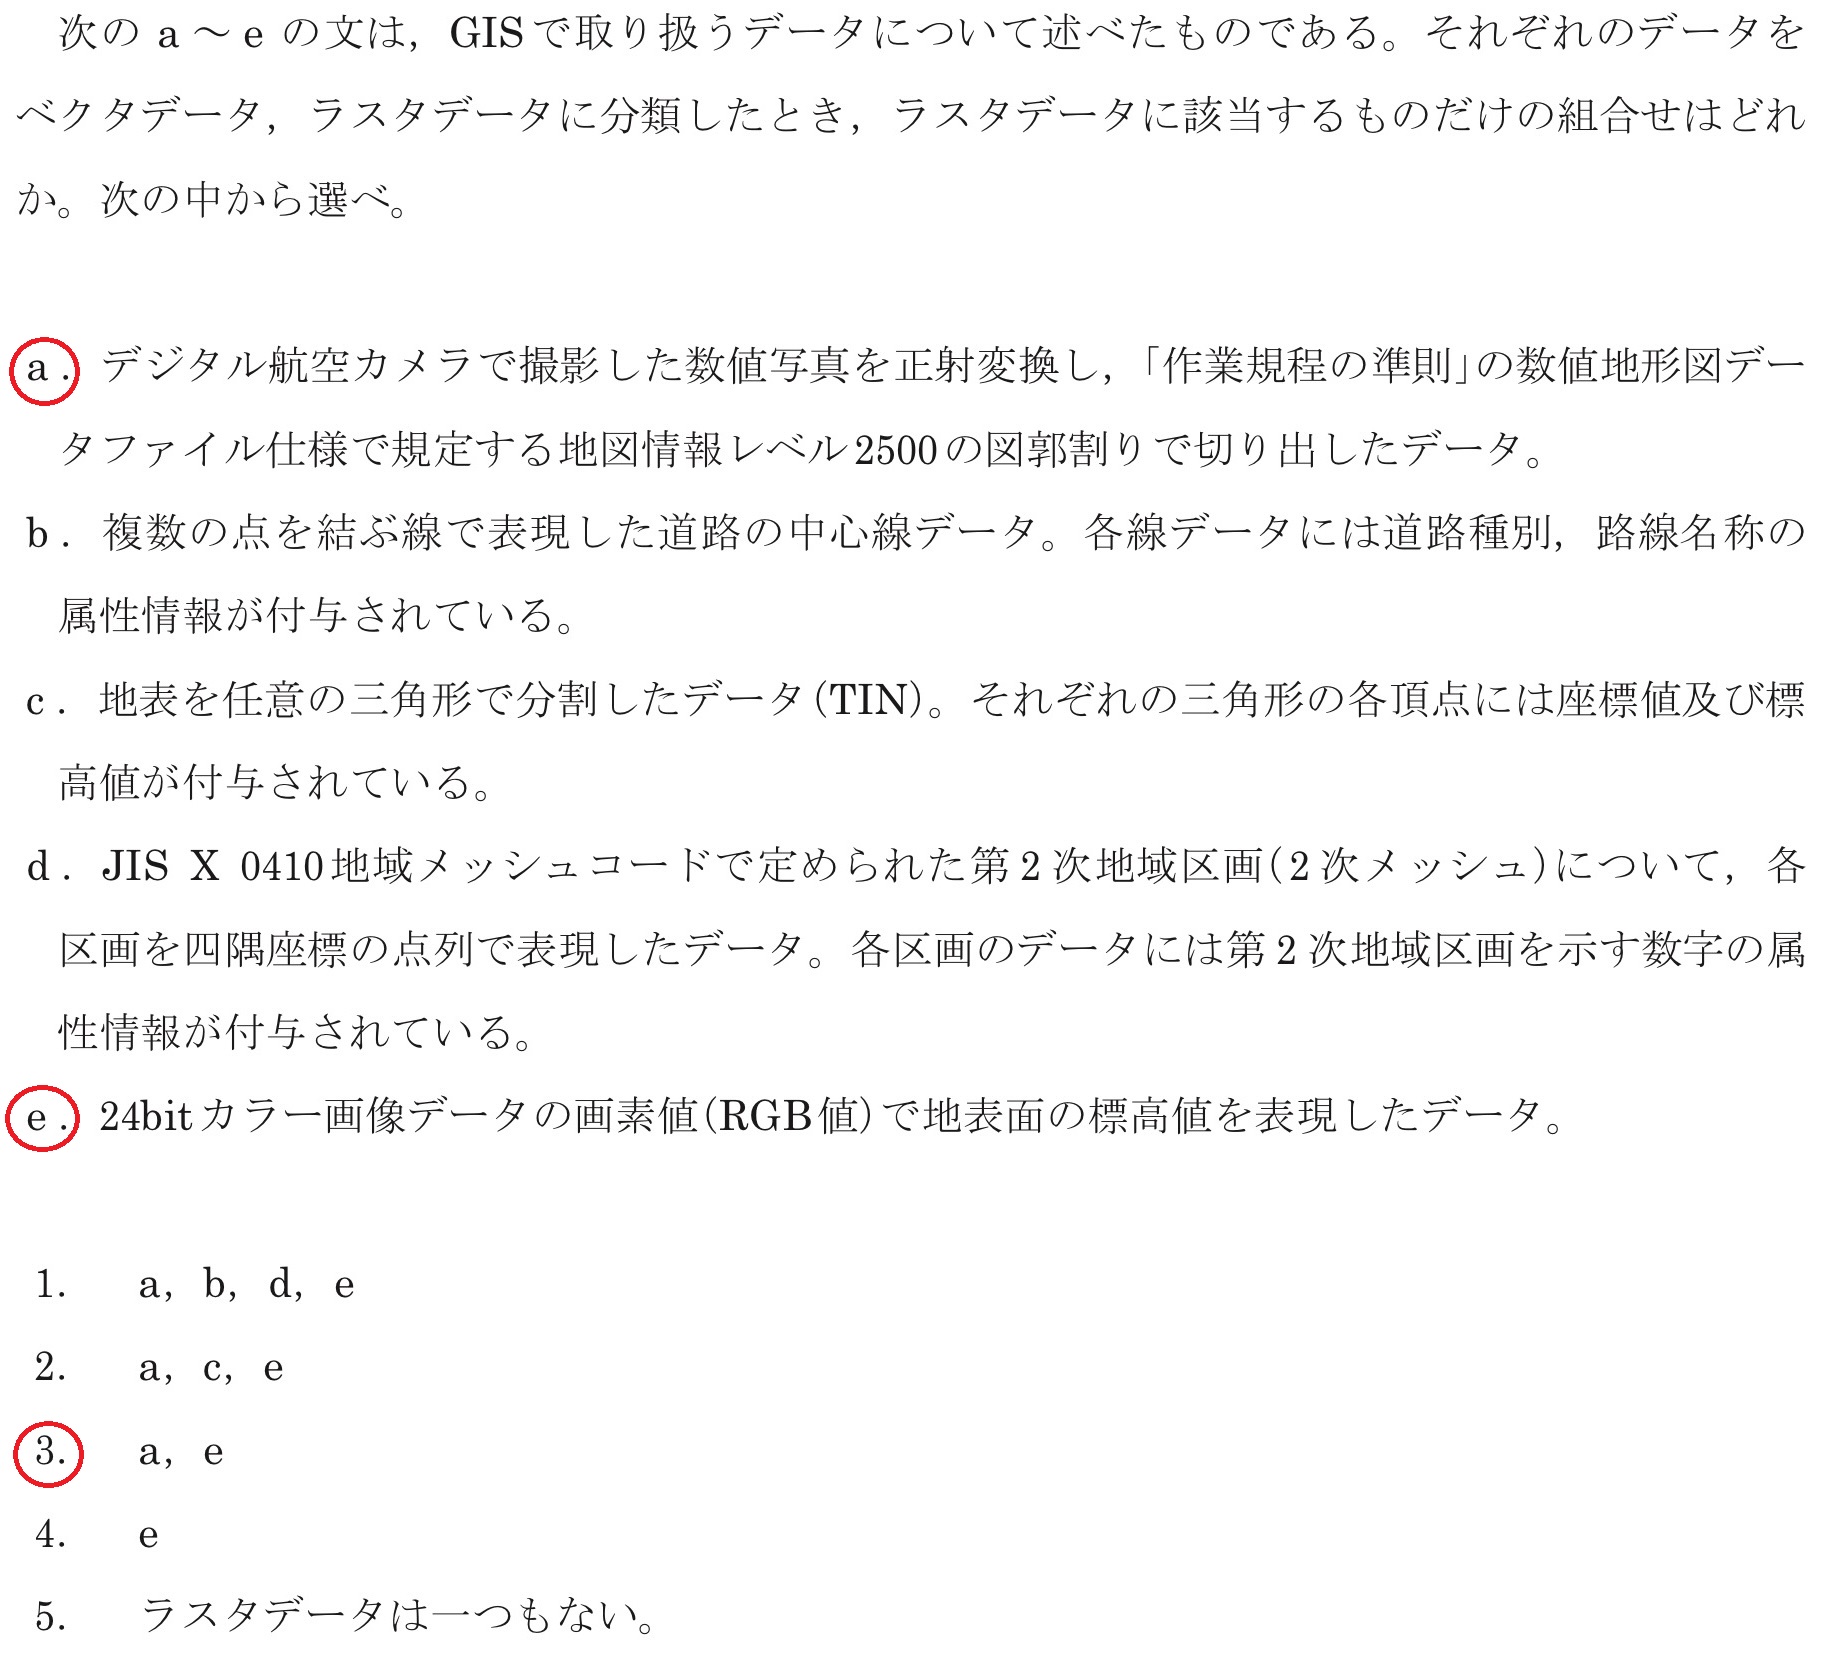 次の a ～ e の文は，GISで取り扱うデータについて述べたものである。それぞれのデータを
ベクタデータ，ラスタデータに分類したとき，ラスタデータに該当するものだけの組合せはどれ
か。次の中から選べ。
a．デジタル航空カメラで撮影した数値写真を正射変換し，「作業規程の準則」の数値地形図デー
タファイル仕様で規定する地図情報レベル2500の図郭割りで切り出したデータ。
b．複数の点を結ぶ線で表現した道路の中心線データ。各線データには道路種別，路線名称の
属性情報が付与されている。
c．地表を任意の三角形で分割したデータ(TIN)。それぞれの三角形の各頂点には座標値及び標
高値が付与されている。
d．JIS X 0410地域メッシュコードで定められた第2次地域区画(2次メッシュ)について，各
区画を四隅座標の点列で表現したデータ。各区画のデータには第2次地域区画を示す数字の属
性情報が付与されている。
e．24bitカラー画像データの画素値(RGB値)で地表面の標高値を表現したデータ。
1. a，b，d，e
2. a，c，e
3. a，e
4. e
5. ラスタデータは一つもない。